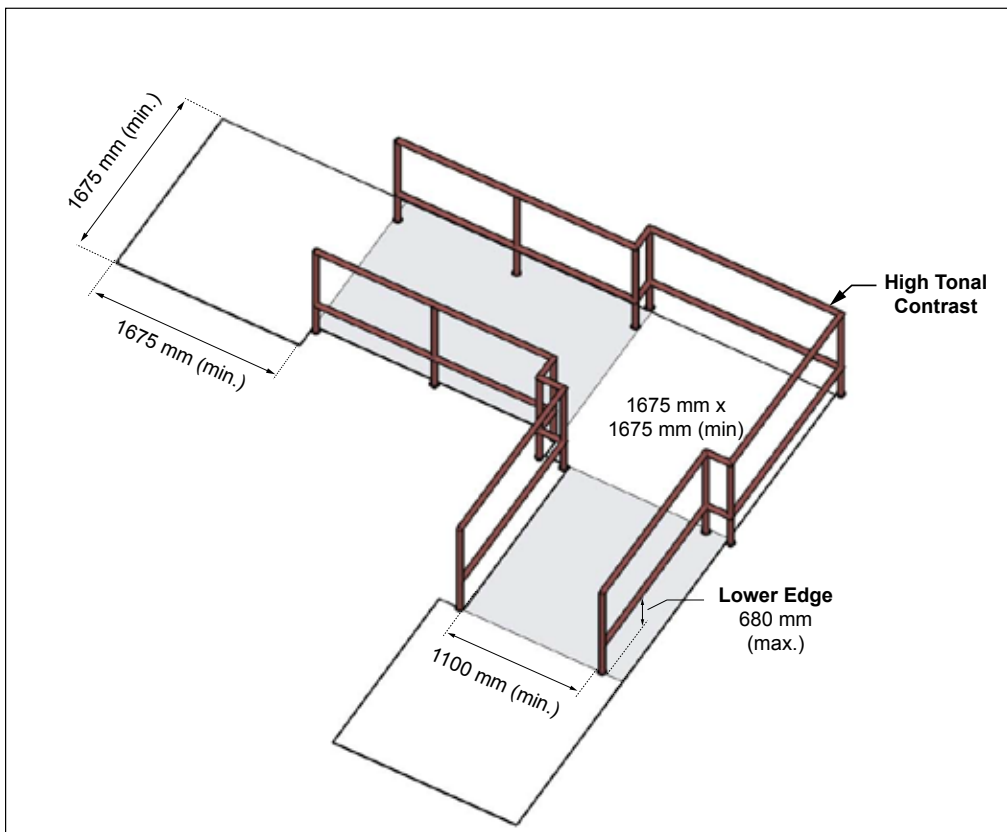 1675 mm (min.)
1675 mm (min.)
High Tonal
Contrast
1675 mm x
1675 mm (min)
Lower Edge
680 mm
(max.)
1100 mm (min.)